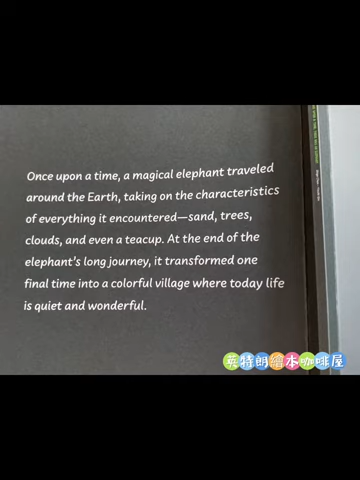 Once upon a time, a magical elephant traveled
around the Earth, taking on the characteristics
of everything it encountered—sand, trees,
clouds, and even a teacup. At the end of the
elephant's long journey, it transformed one
final time into a colorful village where today life
is quiet and wonderful.
英特朗繪本咖啡屋